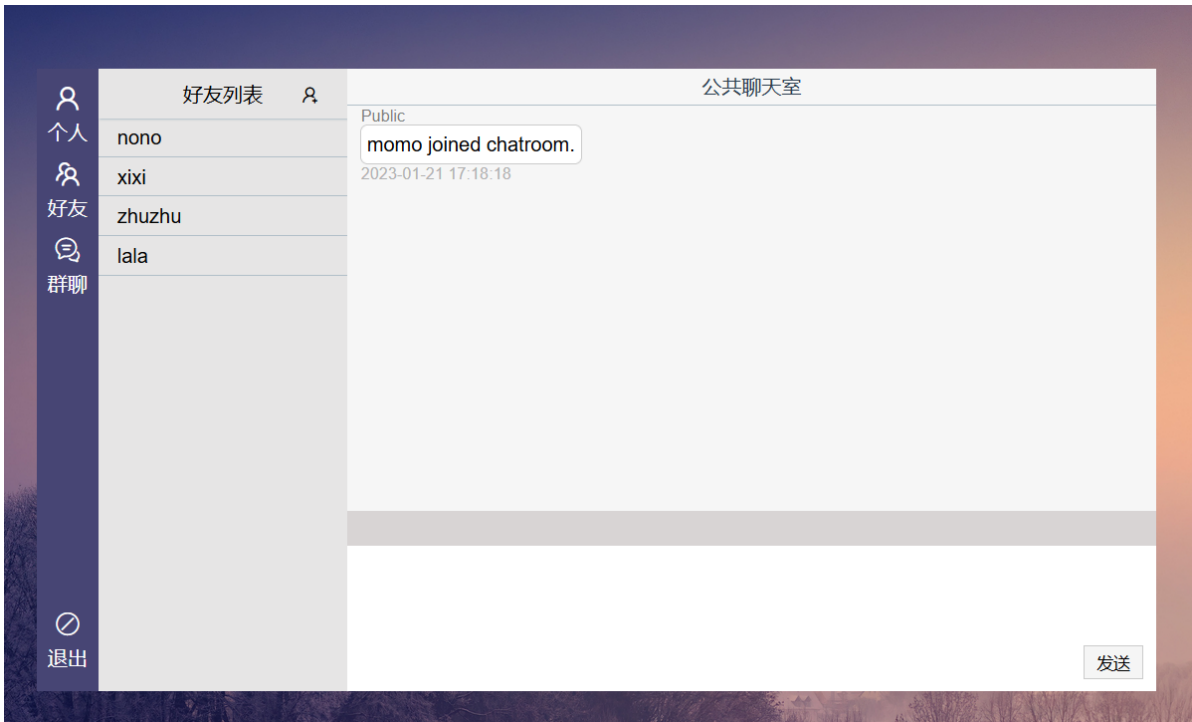 个人
好友
群聊
退出
好友列表
nono
xixi
zhuzhu
lala
公共聊天室
Public
momo joined chatroom.
2023-01-21 17:18:18
发送